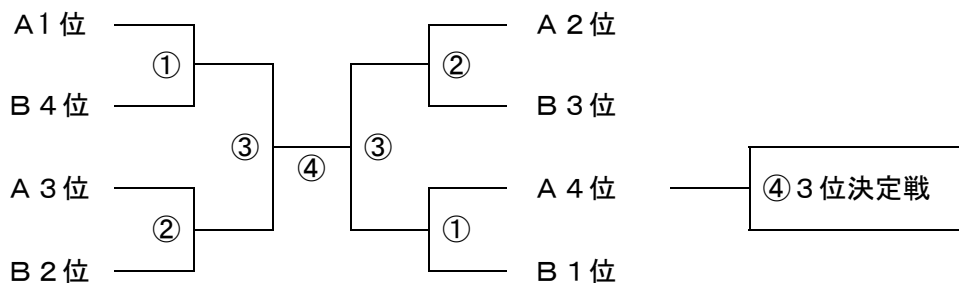 A1位 A2位
① ②
B4位 B3位
③ ④ ③
A3位 A4位 ④3位決定戦
② ①
B2位 B1位